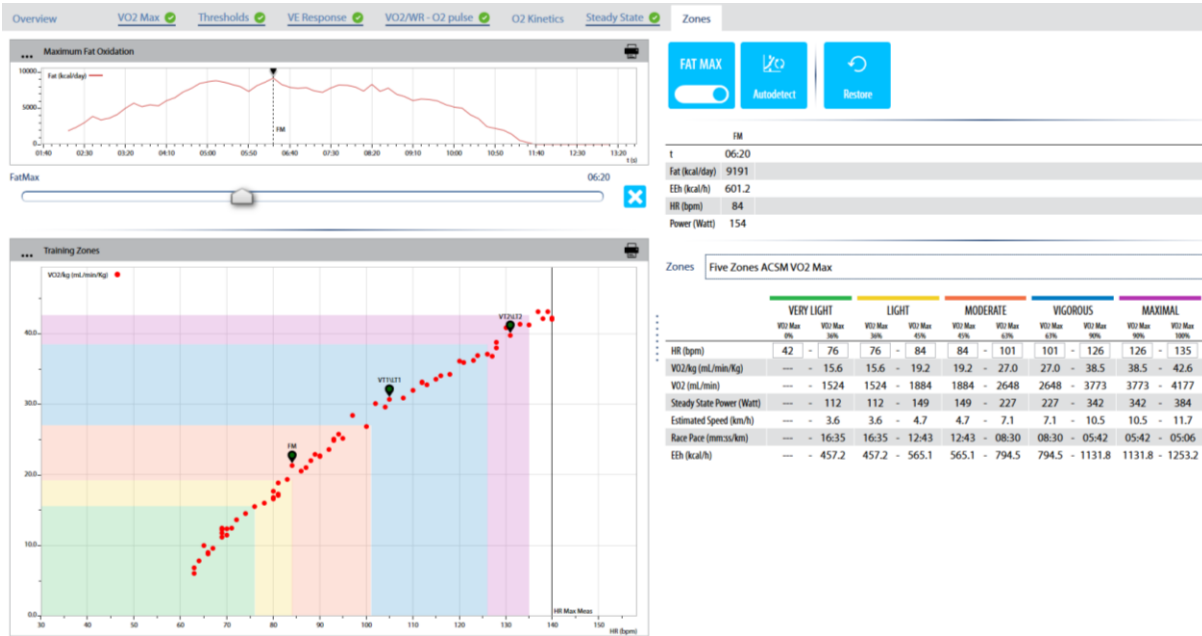 Overview VO2 Max Thresholds VE Response VO2/WR - O2 pulse O2 Kinetics Steady State Zones
... Maximum Fat Oxidation
Fat (kcal/day)
10000
5000
0
FM
01:40 02:30 03:20 04:10 05:00 05:50 06:40 07:30 08:20 09:10 10:00 10:50 11:40 12:30 13:20
t (s)
FatMax 06:20
FAT MAX Autodetect Restore
FM
t 06:20
Fat (kcal/day) 9191
EEh (kcal/h) 601.2
HR (bpm) 84
Power (Watt) 154
... Training Zones
VO2/kg (mL/min/Kg)
40.0
30.0
20.0
10.0
0.0
VT2\LT2
VT1\LT1
FM
HR Max Meas
30 40 50 60 70 80 90 100 110 120 130 140 150
HR (bpm)
Zones Five Zones ACSM VO2 Max
VERY LIGHT LIGHT MODERATE VIGOROUS MAXIMAL
VO2 Max VO2 Max VO2 Max VO2 Max VO2 Max VO2 Max VO2 Max VO2 Max VO2 Max VO2 Max
0% 36% 36% 45% 45% 63% 63% 90% 90% 100%
HR (bpm) 42 - 76 76 - 84 84 - 101 101 - 126 126 - 135
VO2/kg (mL/min/Kg) --- - 15.6 15.6 - 19.2 19.2 - 27.0 27.0 - 38.5 38.5 - 42.6
VO2 (mL/min) --- - 1524 1524 - 1884 1884 - 2648 2648 - 3773 3773 - 4177
Steady State Power (Watt) --- - 112 112 - 149 149 - 227 227 - 342 342 - 384
Estimated Speed (km/h) --- - 3.6 3.6 - 4.7 4.7 - 7.1 7.1 - 10.5 10.5 - 11.7
Race Pace (mm:ss/km) --- - 16:35 16:35 - 12:43 12:43 - 08:30 08:30 - 05:42 05:42 - 05:06
EEh (kcal/h) --- - 457.2 457.2 - 565.1 565.1 - 794.5 794.5 - 1131.8 1131.8 - 1253.2